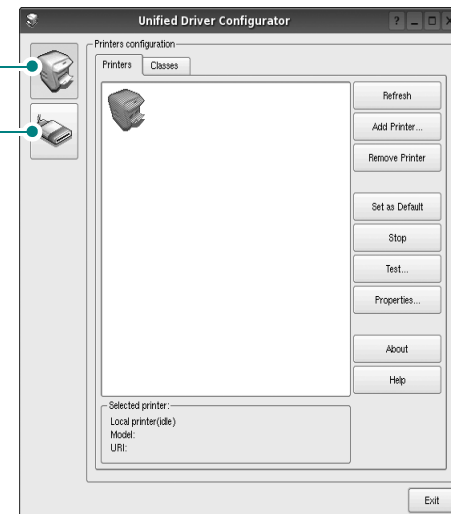 Unified Driver Configurator
Printers configuration
Printers
Classes
Refresh
Add Printer...
Remove Printer
Set as Default
Stop
Test...
Properties...
About
Help
Selected printer:
Local printer(idle)
Model:
URI:
Exit